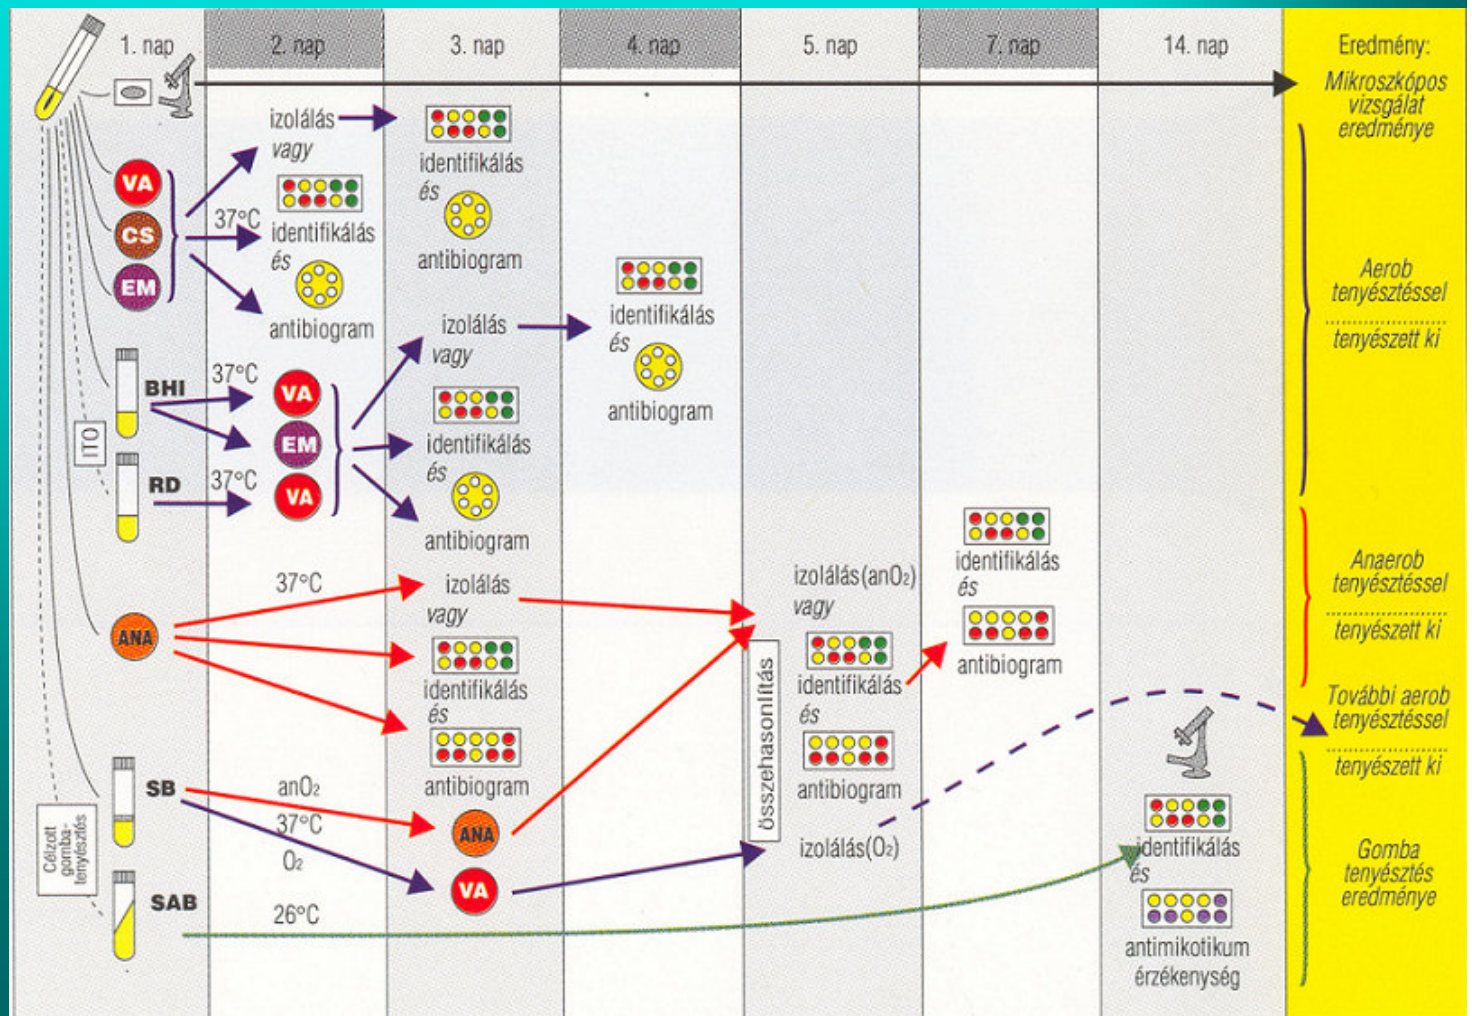 1. nap
2. nap
3. nap
4. nap
5. nap
7. nap
14. nap
Eredmény:
Mikroszkópos
vizsgálat
eredménye
VA
CS
EM
37°C
izolálás
vagy
identifikálás
és
antibiogram
identifikálás
és
antibiogram
Aerob
tenyésztéssel
tenyészett ki
BHI
ITO
RD
37°C
37°C
VA
EM
VA
izolálás
vagy
identifikálás
és
antibiogram
identifikálás
és
antibiogram
ANA
37°C
izolálás
vagy
identifikálás
és
antibiogram
összehasonlítás
izolálás(anO₂)
vagy
identifikálás
és
antibiogram
identifikálás
és
antibiogram
Anaerob
tenyésztéssel
tenyészett ki
SB
anO₂
37°C
O₂
ANA
VA
izolálás(O₂)
További aerob
tenyésztéssel
tenyészett ki
Célzott
gomba-
tenyésztés
SAB
26°C
identifikálás
és
antimikotikum
érzékenység
Gomba
tenyésztés
eredménye